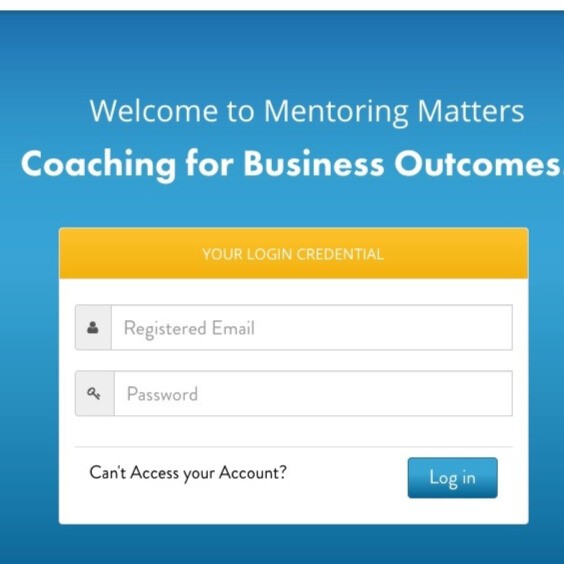 Welcome to Mentoring Matters
Coaching for Business Outcomes.
YOUR LOGIN CREDENTIAL
Registered Email
Password
Can't Access your Account?
Log in